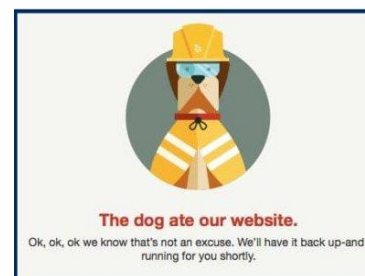 The dog ate our website.
Ok, ok, ok we know that's not an excuse. We'll have it back up-and
running for you shortly.